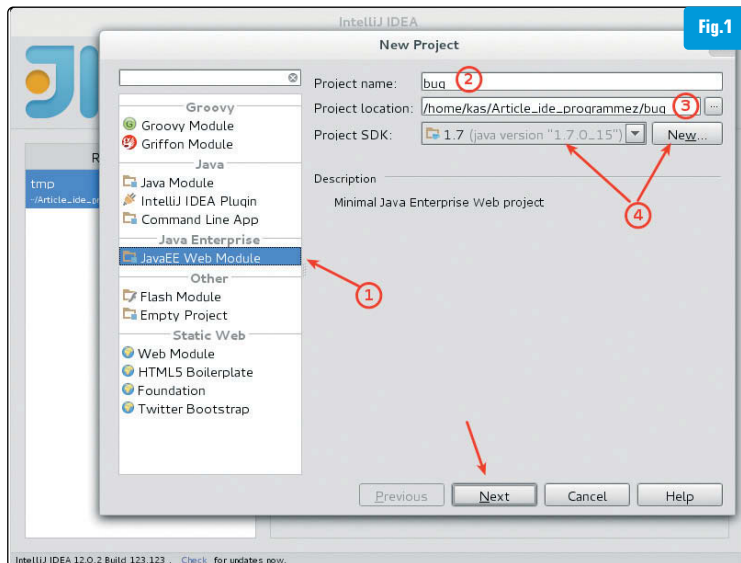 IntelliJ IDEA
Fig.1
New Project
Project name: bug 2
Project location: /home/kas/Article_ide_programmez/bug 3 ...
Project SDK: 1.7 (java version "1.7.0_15") New...
4
Groovy
Groovy Module
Griffon Module
Java
Java Module
IntelliJ IDEA Plugin
Command Line App
Java Enterprise
JavaEE Web Module
1
Other
Flash Module
Empty Project
Static Web
Web Module
HTML5 Boilerplate
Foundation
Twitter Bootstrap
Description
Minimal Java Enterprise Web project
R
tmp
~/Article_ide_pr
Previous Next Cancel Help
IntelliJ IDEA 12.0.2 Build 123.123 . Check for updates now.